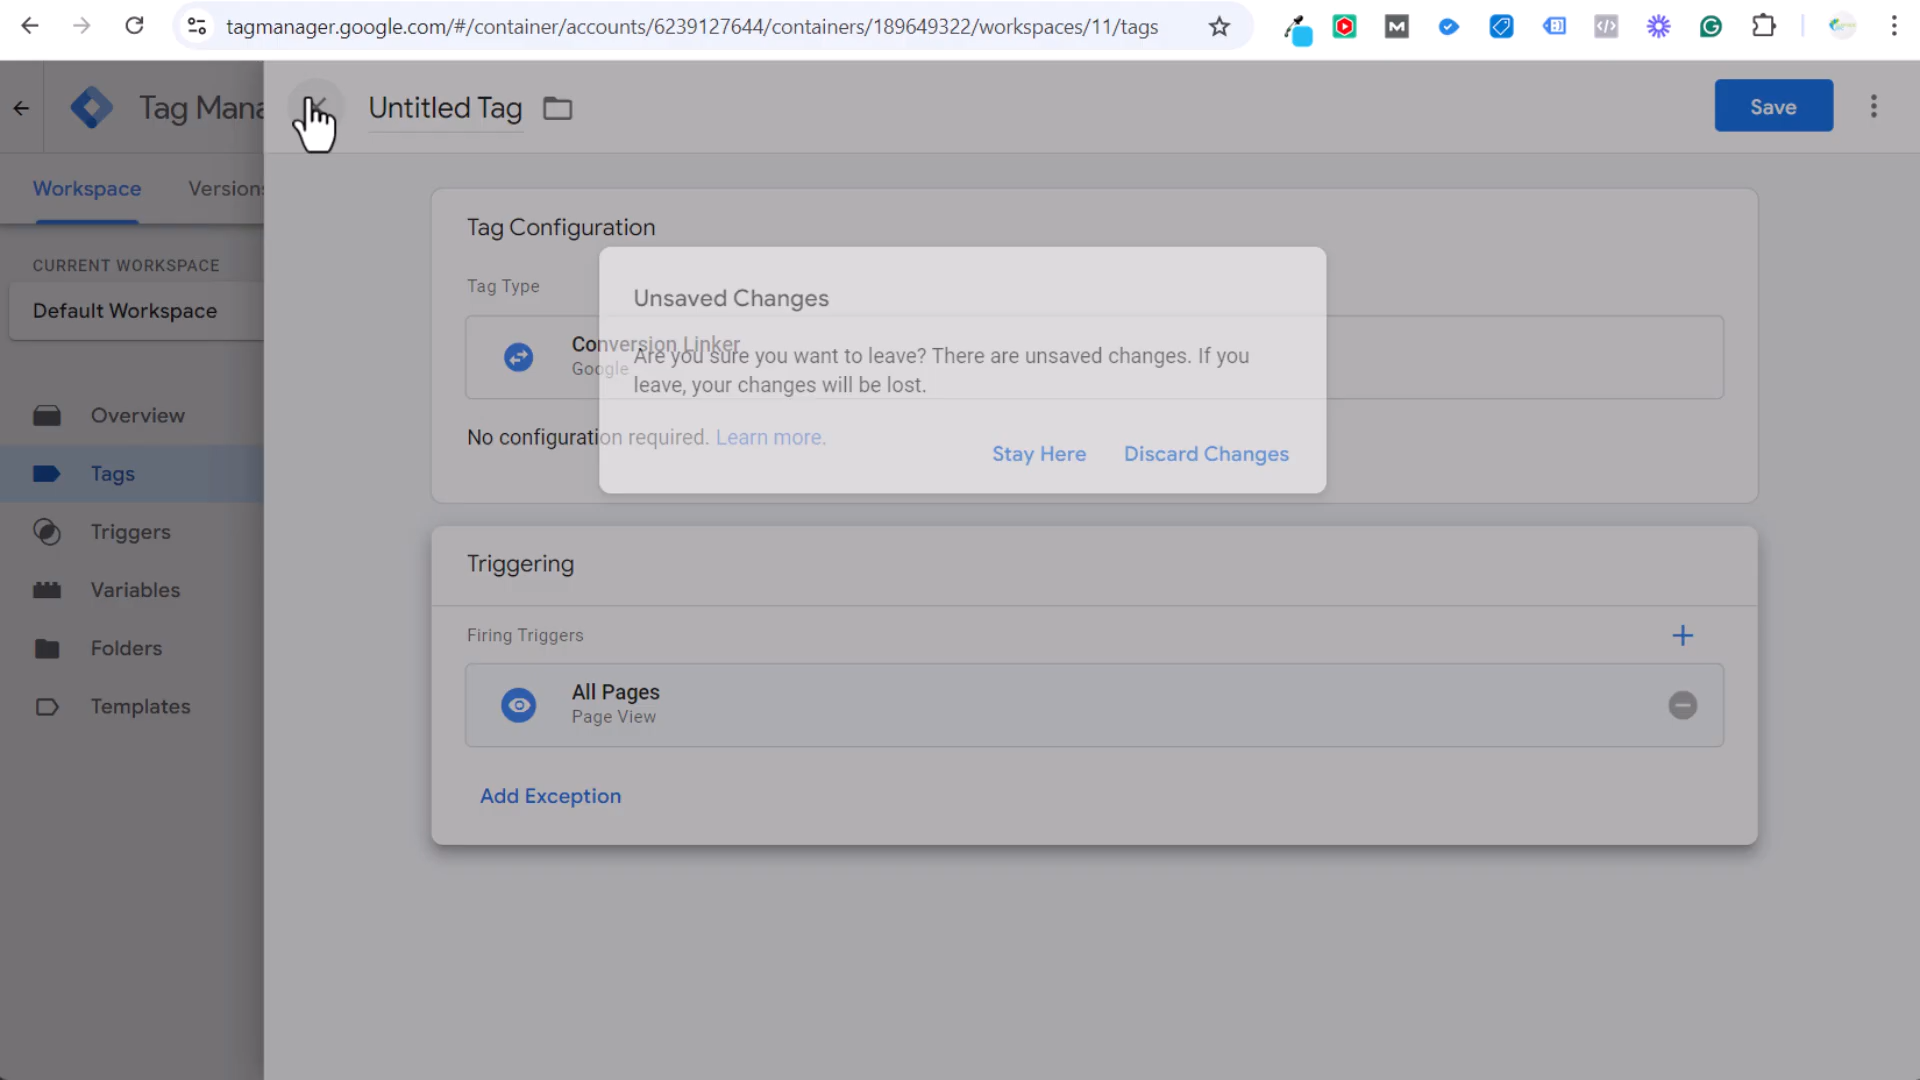 tagmanager.google.com/#/container/accounts/6239127644/containers/189649322/workspaces/11/tags
Tag Mana
Untitled Tag
Save
Workspace
Versions
CURRENT WORKSPACE
Default Workspace
Overview
Tags
Triggers
Variables
Folders
Templates
Tag Configuration
Tag Type
Conversion Linker
Google
No configuration required. Learn more.
Unsaved Changes
Are you sure you want to leave? There are unsaved changes. If you
leave, your changes will be lost.
Stay Here
Discard Changes
Triggering
Firing Triggers
All Pages
Page View
Add Exception